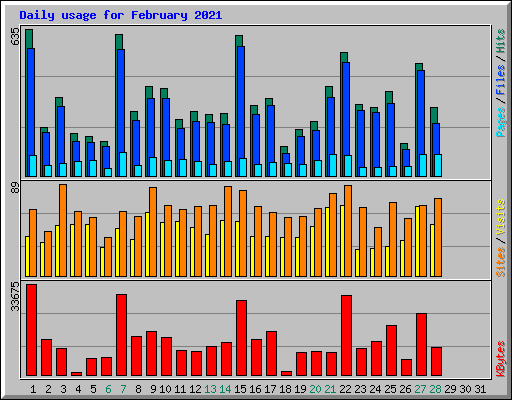 Daily usage for February 2021
635
Pages / Files / Hits
89
Sites / Visits
33675
KBytes
1 2 3 4 5 6 7 8 9 10 11 12 13 14 15 16 17 18 19 20 21 22 23 24 25 26 27 28 29 30 31